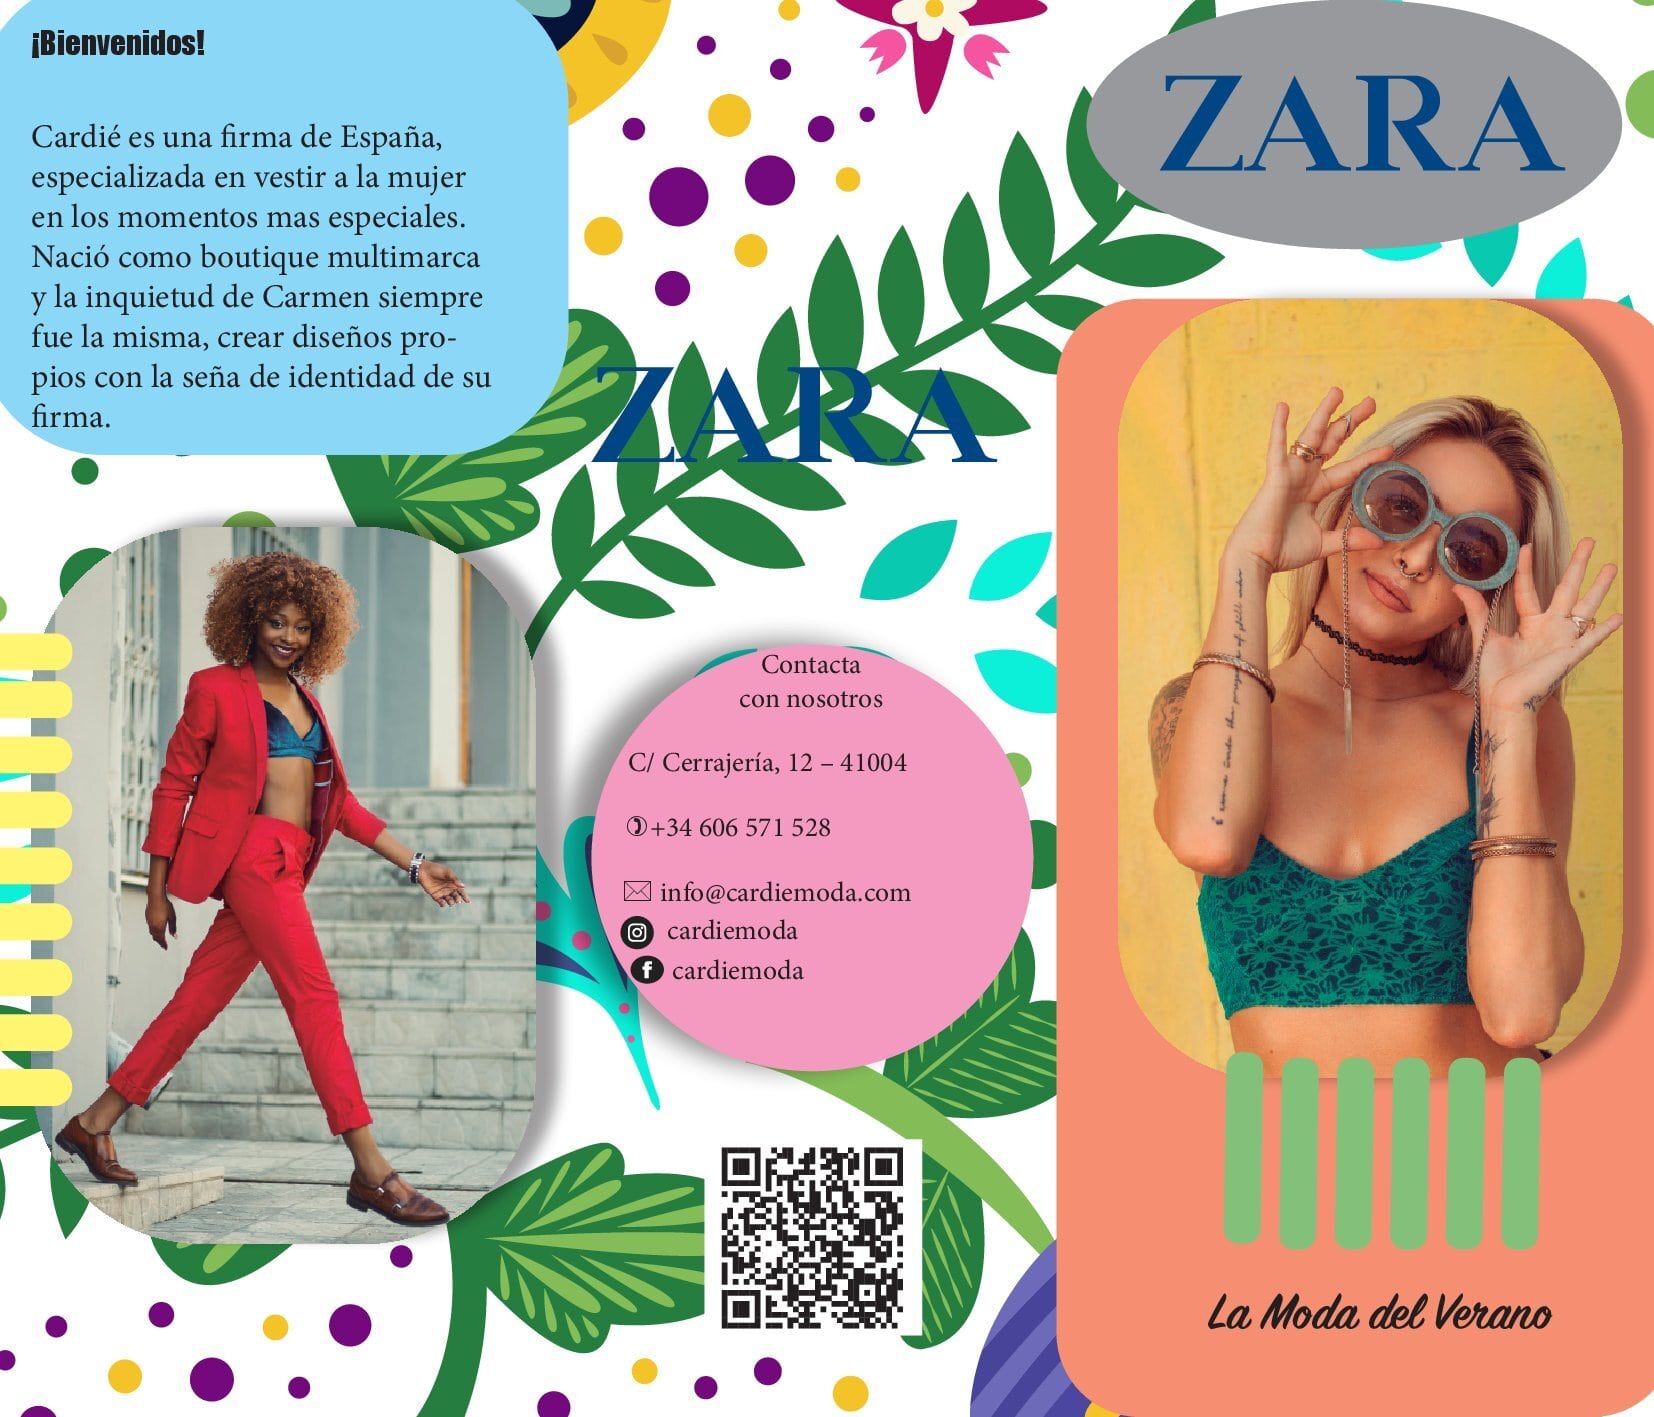 ¡Bienvenidos!
Cardié es una firma de España,
especializada en vestir a la mujer
en los momentos mas especiales.
Nació como boutique multimarca
y la inquietud de Carmen siempre
fue la misma, crear diseños pro-
pios con la seña de identidad de su
firma.
ZARA
Contacta
con nosotros
C/ Cerrajería, 12 – 41004
+34 606 571 528
info@cardiemoda.com
cardiemoda
cardiemoda
ZARA
La Moda del Verano